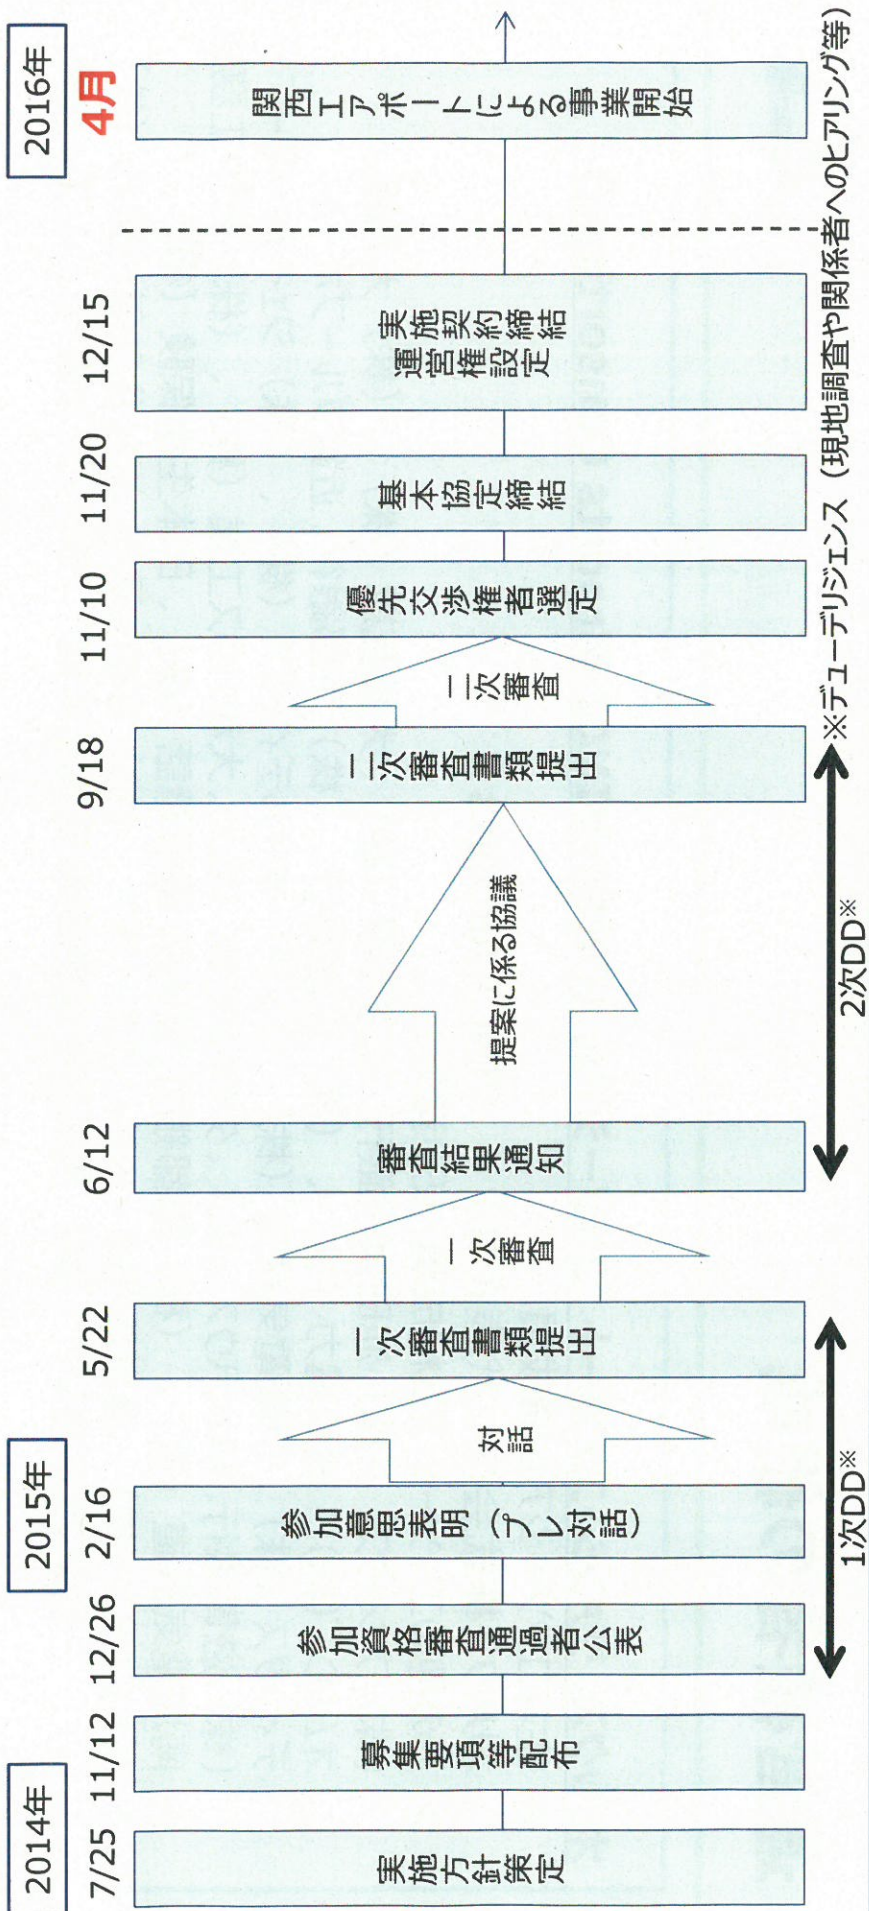 2014年
7/25
実施方針策定
11/12
募集要項等配布
12/26
参加資格審査通過者公表
2015年
2/16
参加意思表明（プレ対話）
対話
5/22
一次審査書類提出
一次審査
6/12
審査結果通知
提案に係る協議
9/18
二次審査書類提出
二次審査
11/10
優先交渉権者選定
11/20
基本協定締結
12/15
実施契約締結
運営権設定
2016年
4月
関西エアポートによる事業開始
1次DD※
2次DD※
※デューデリジェンス（現地調査や関係者へのヒアリング等）